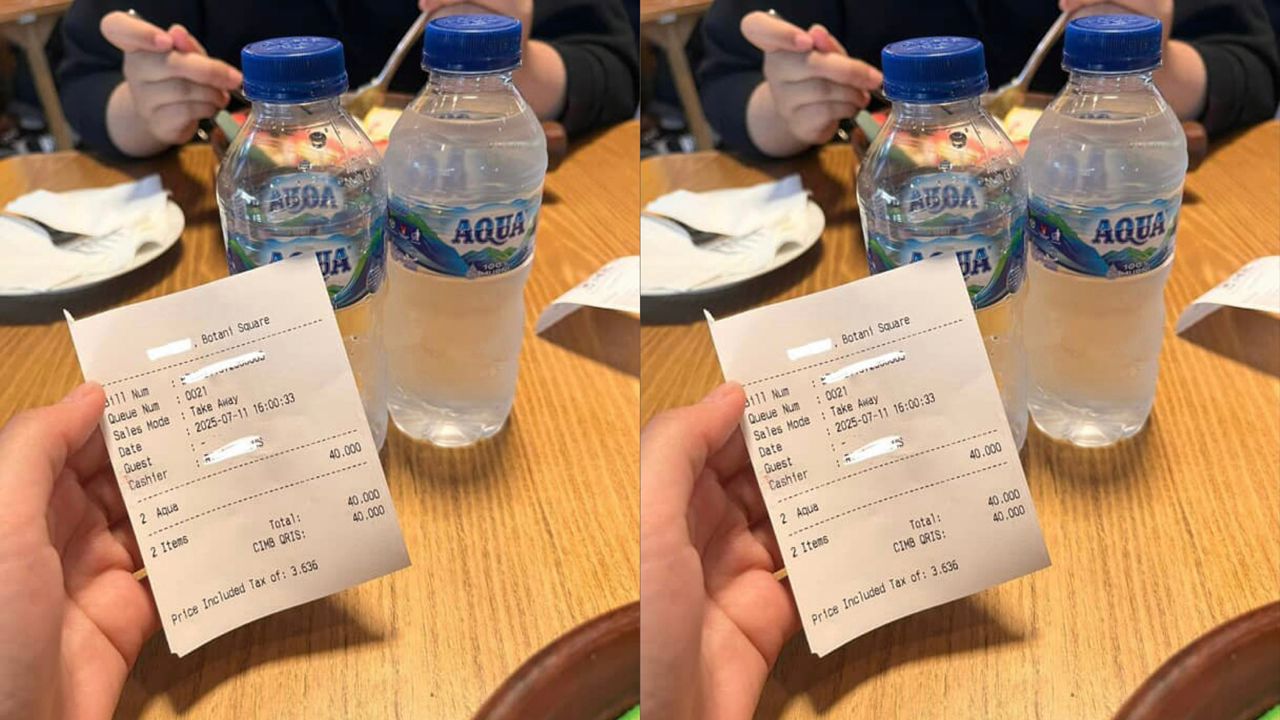 AQUA
AQUA
AQUA
, Botani Square
Bill Num :
Queue Num : 0021
Sales Mode : Take Away
Date : 2025-07-11 16:00:33
Guest :
Cashier :
2 Aqua 40.000
2 Items Total: 40.000
CIMB QRIS: 40.000
Price Included Tax of: 3.636
AQUA
AQUA
AQUA
, Botani Square
Bill Num :
Queue Num : 0021
Sales Mode : Take Away
Date : 2025-07-11 16:00:33
Guest :
Cashier :
2 Aqua 40.000
2 Items Total: 40.000
CIMB QRIS: 40.000
Price Included Tax of: 3.636